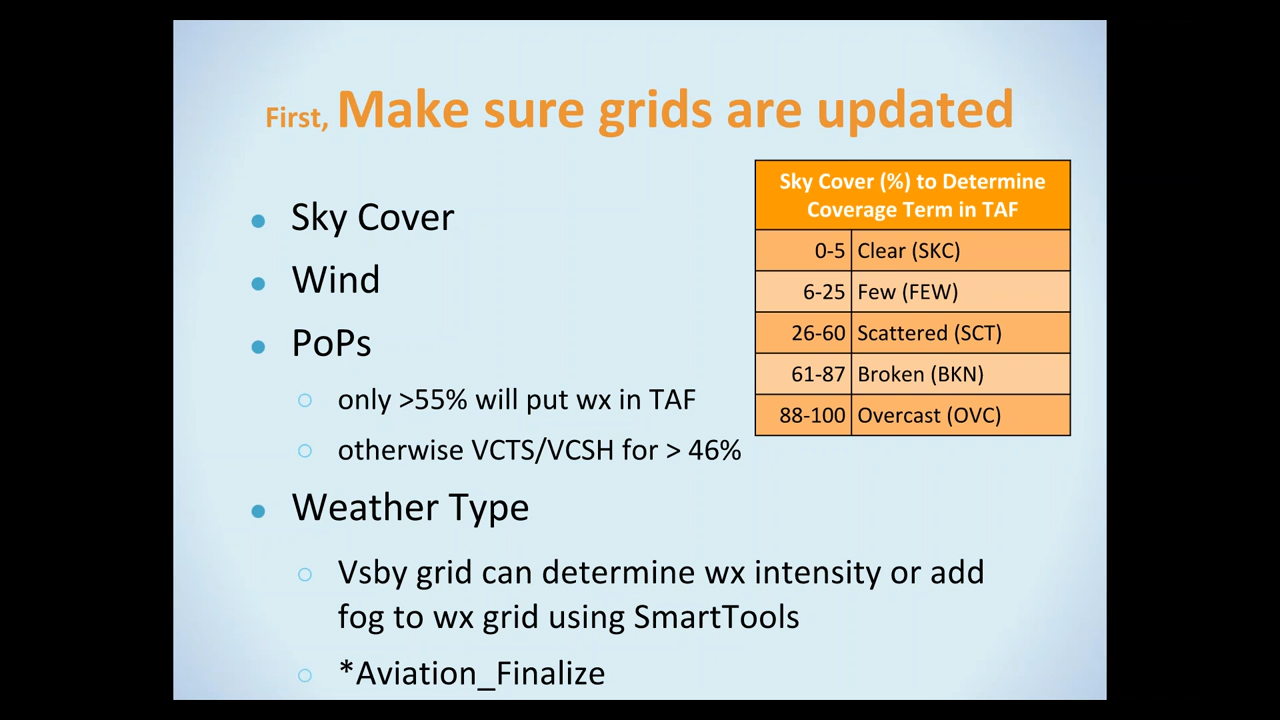 First, Make sure grids are updated
Sky Cover
Wind
PoPs
only >55% will put wx in TAF
otherwise VCTS/VCSH for > 46%
Weather Type
Vsby grid can determine wx intensity or add
fog to wx grid using SmartTools
*Aviation_Finalize
Sky Cover (%) to Determine
Coverage Term in TAF
0-5 Clear (SKC)
6-25 Few (FEW)
26-60 Scattered (SCT)
61-87 Broken (BKN)
88-100 Overcast (OVC)